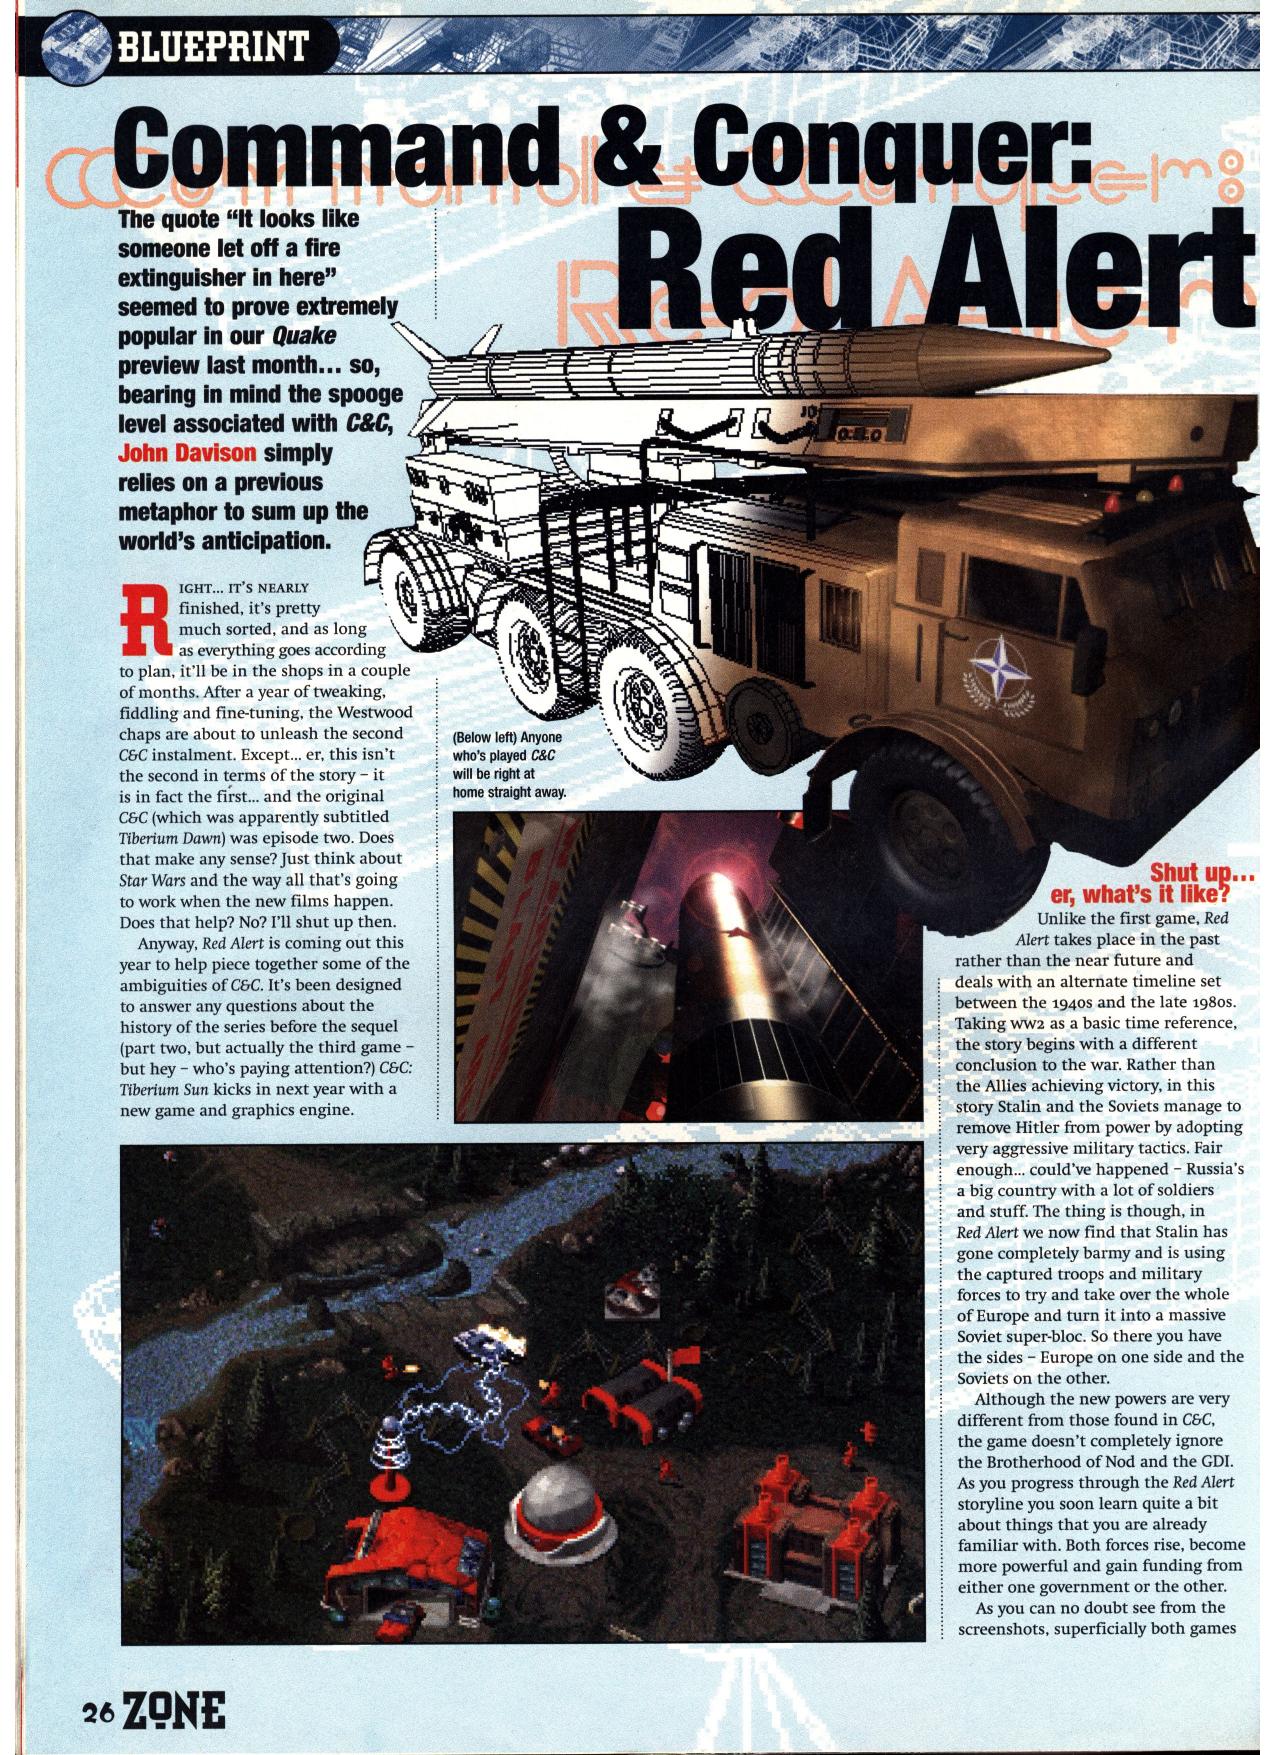 BLUEPRINT
Command & Conquer:
Red Alert
The quote “It looks like
someone let off a fire
extinguisher in here”
seemed to prove extremely
popular in our Quake
preview last month... so,
bearing in mind the spooge
level associated with C&C,
John Davison simply
relies on a previous
metaphor to sum up the
world's anticipation.
RIGHT... IT'S NEARLY
finished, it's pretty
much sorted, and as long
as everything goes according
to plan, it'll be in the shops in a couple
of months. After a year of tweaking,
fiddling and fine-tuning, the Westwood
chaps are about to unleash the second
C&C instalment. Except... er, this isn't
the second in terms of the story – it
is in fact the first... and the original
C&C (which was apparently subtitled
Tiberium Dawn) was episode two. Does
that make any sense? Just think about
Star Wars and the way all that's going
to work when the new films happen.
Does that help? No? I'll shut up then.
Anyway, Red Alert is coming out this
year to help piece together some of the
ambiguities of C&C. It's been designed
to answer any questions about the
history of the series before the sequel
(part two, but actually the third game –
but hey – who's paying attention?) C&C:
Tiberium Sun kicks in next year with a
new game and graphics engine.
(Below left) Anyone
who's played C&C
will be right at
home straight away.
Shut up...
er, what's it like?
Unlike the first game, Red
Alert takes place in the past
rather than the near future and
deals with an alternate timeline set
between the 1940s and the late 1980s.
Taking WW2 as a basic time reference,
the story begins with a different
conclusion to the war. Rather than
the Allies achieving victory, in this
story Stalin and the Soviets manage to
remove Hitler from power by adopting
very aggressive military tactics. Fair
enough... could've happened – Russia's
a big country with a lot of soldiers
and stuff. The thing is though, in
Red Alert we now find that Stalin has
gone completely barmy and is using
the captured troops and military
forces to try and take over the whole
of Europe and turn it into a massive
Soviet super-bloc. So there you have
the sides – Europe on one side and the
Soviets on the other.
Although the new powers are very
different from those found in C&C,
the game doesn't completely ignore
the Brotherhood of Nod and the GDI.
As you progress through the Red Alert
storyline you soon learn quite a bit
about things that you are already
familiar with. Both forces rise, become
more powerful and gain funding from
either one government or the other.
As you can no doubt see from the
screenshots, superficially both games
26 ZONE